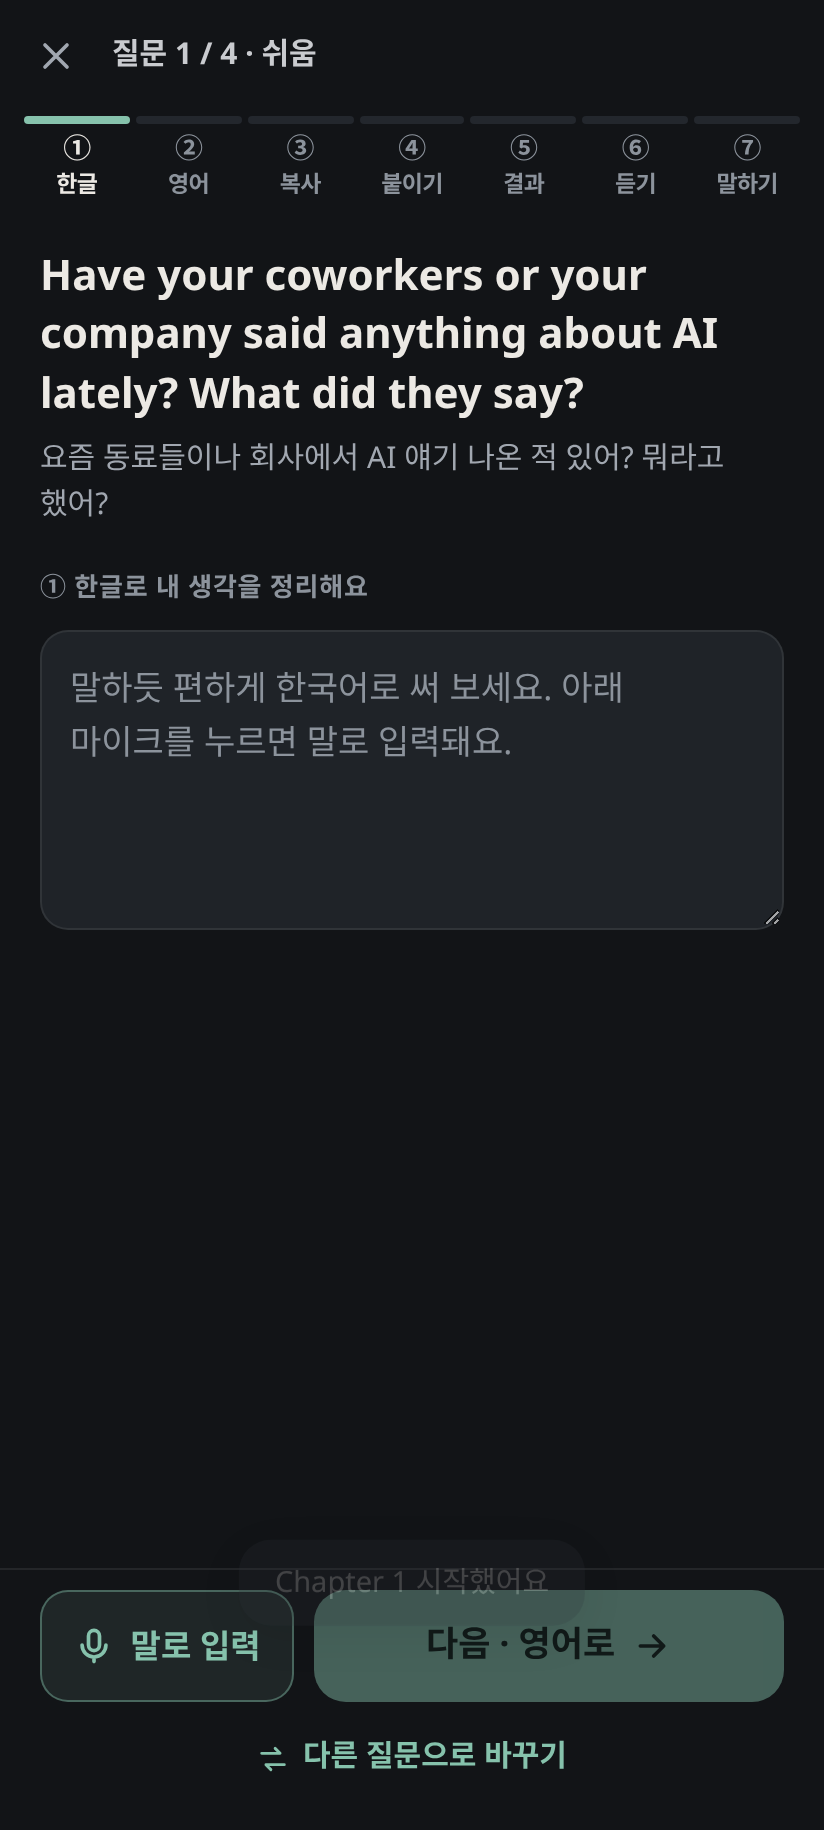 질문 1 / 4 · 쉬움
①
한글
②
영어
③
복사
④
붙이기
⑤
결과
⑥
듣기
⑦
말하기
Have your coworkers or your
company said anything about AI
lately? What did they say?
요즘 동료들이나 회사에서 AI 얘기 나온 적 있어? 뭐라고
했어?
① 한글로 내 생각을 정리해요
말하듯 편하게 한국어로 써 보세요. 아래
마이크를 누르면 말로 입력돼요.
Chapter 1 시작했어요
말로 입력
다음 · 영어로 →
다른 질문으로 바꾸기